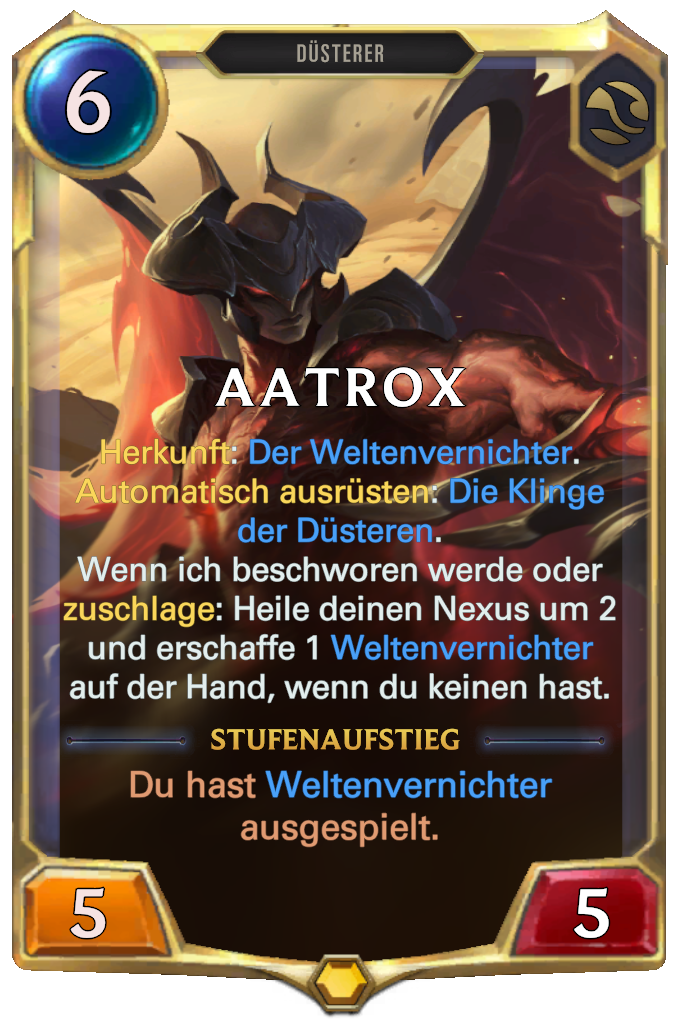 DÜSTERER
6
AATROX
Herkunft: Der Weltenvernichter.
Automatisch ausrüsten: Die Klinge
der Düsteren.
Wenn ich beschworen werde oder
zuschlage: Heile deinen Nexus um 2
und erschaffe 1 Weltenvernichter
auf der Hand, wenn du keinen hast.
STUFENAUFSTIEG
Du hast Weltenvernichter
ausgespielt.
5 5